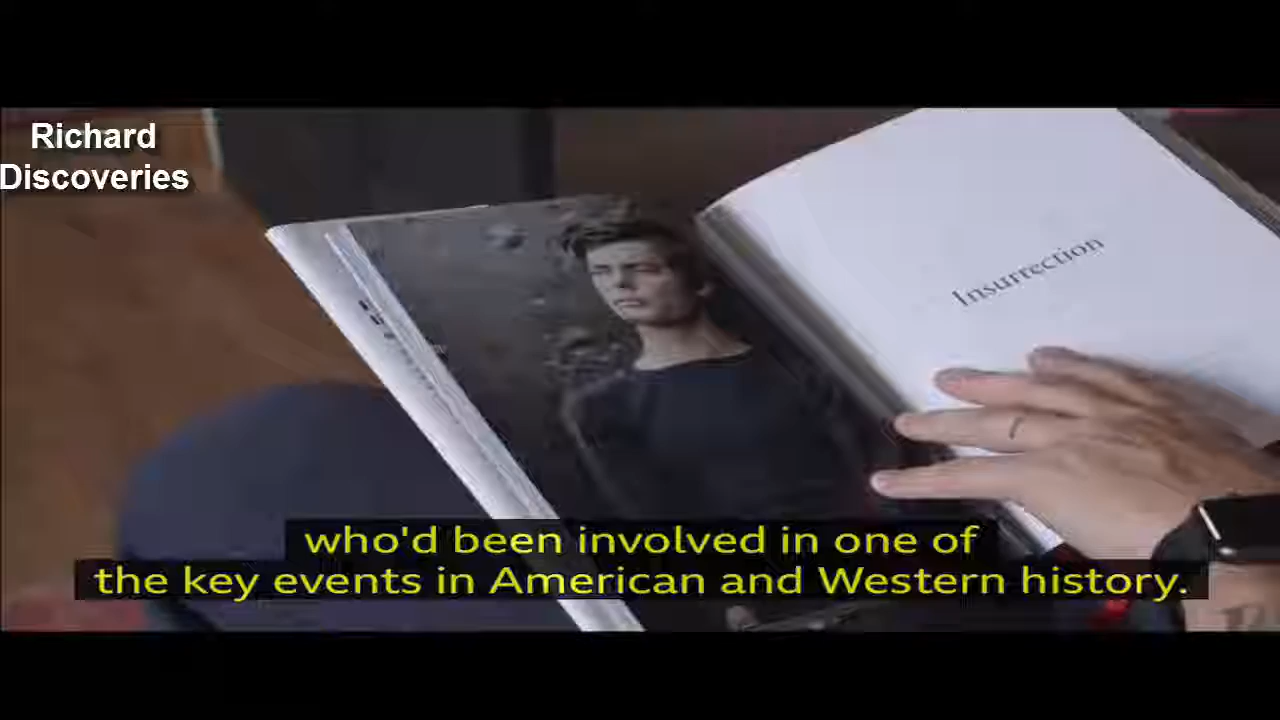 Richard
Discoveries
Insurrection
who'd been involved in one of
the key events in American and Western history.